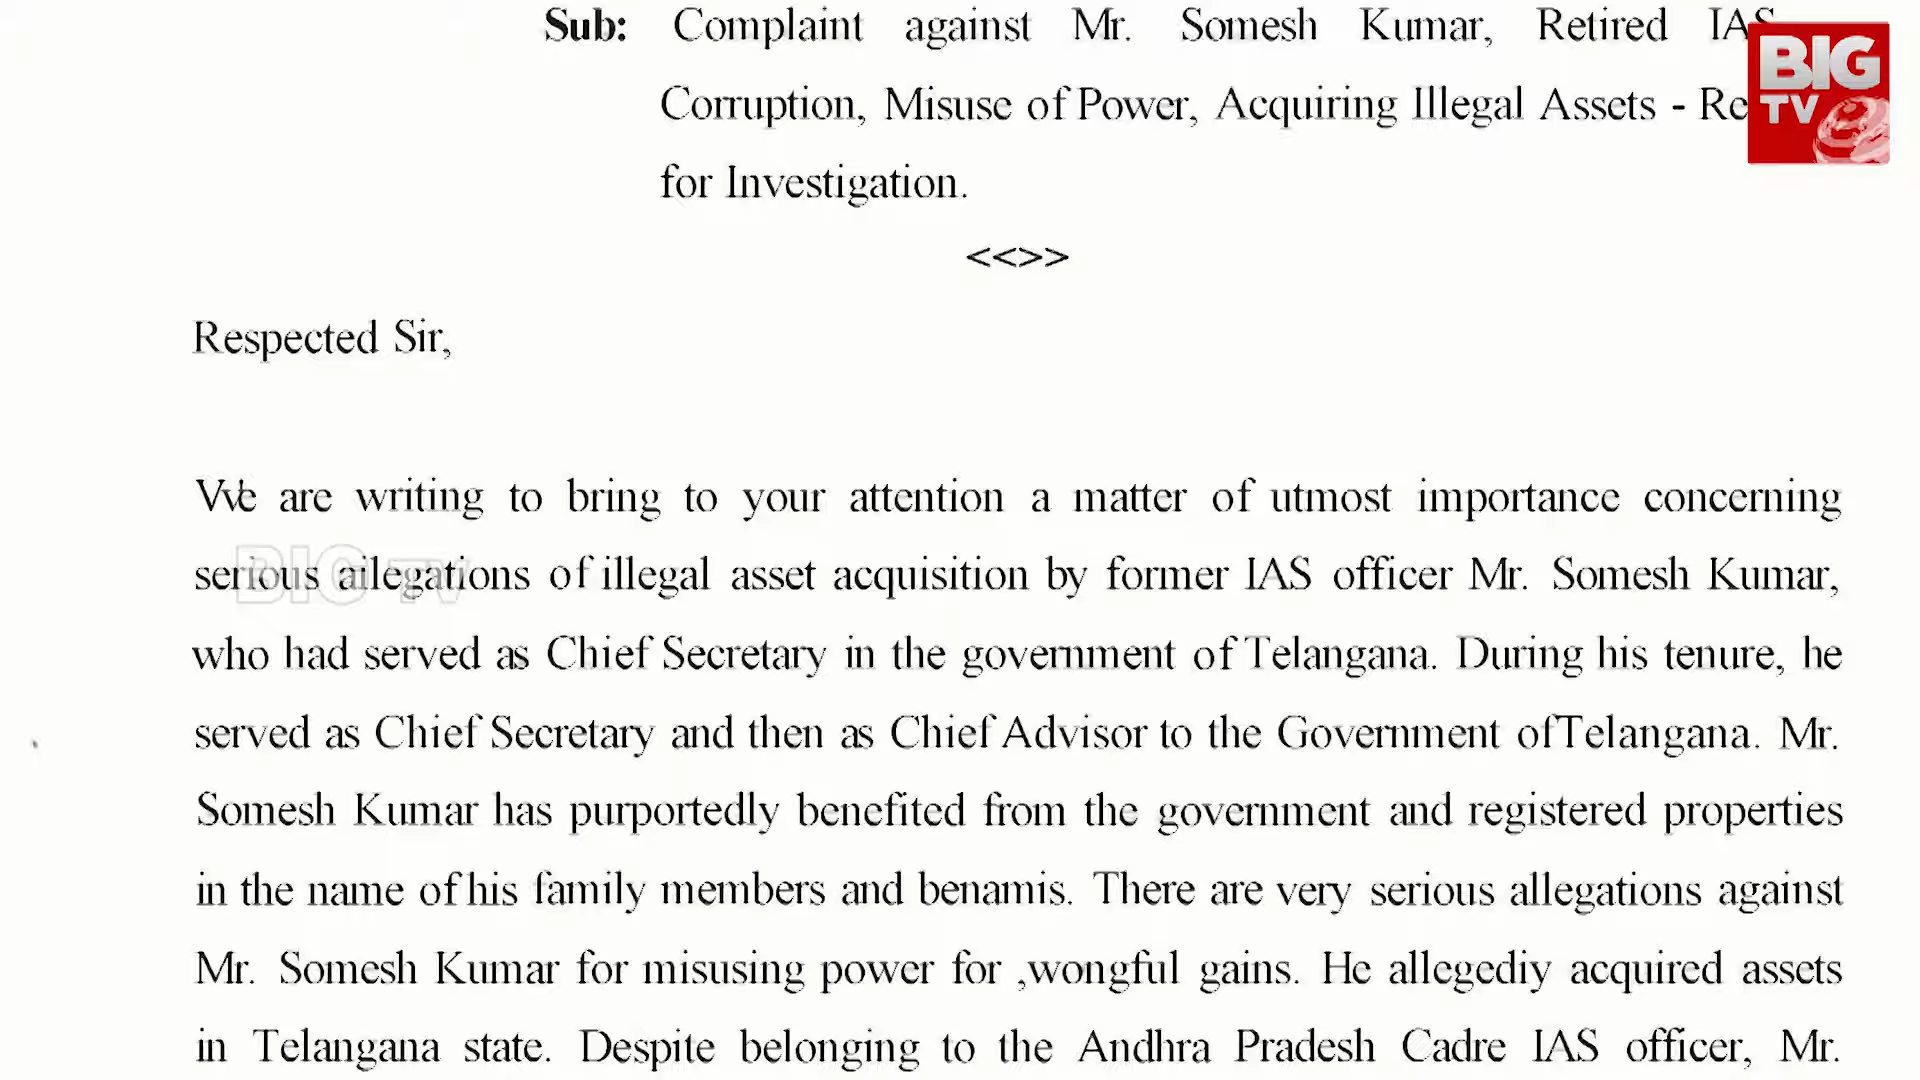 Sub: Complaint against Mr. Somesh Kumar, Retired IAS
BIG
TV
Corruption, Misuse of Power, Acquiring Illegal Assets - Re
for Investigation.
<<>>
Respected Sir,
We are writing to bring to your attention a matter of utmost importance concerning
serious ailegations of illegal asset acquisition by former IAS officer Mr. Somesh Kumar,
BIG TV
who had served as Chief Secretary in the government of Telangana. During his tenure, he
served as Chief Secretary and then as Chief Advisor to the Government ofTelangana. Mr.
Somesh Kumar has purportedly benefited from the government and registered properties
in the name of his family members and benamis. There are very serious allegations against
Mr. Somesh Kumar for misusing power for ,wongful gains. He allegediy acquired assets
in Telangana state. Despite belonging to the Andhra Pradesh Cadre IAS officer, Mr.